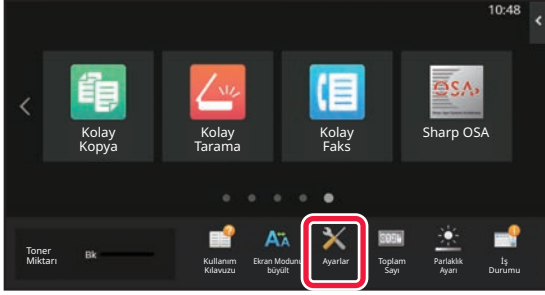 10:48
Kolay
Kopya
Kolay
Tarama
Kolay
Faks
OSA
Sharp OSA
Toner
Miktarı
Bk
Kullanım
Kılavuzu
Ekran Modunu
büyült
Ayarlar
Toplam
Sayı
Parlaklık
Ayarı
İş
Durumu